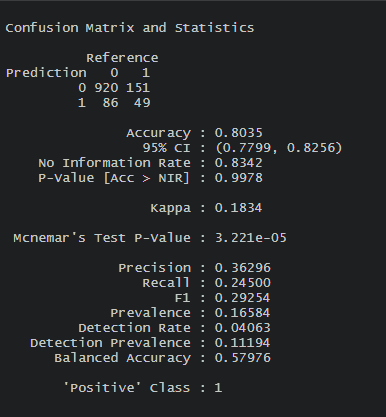 Confusion Matrix and Statistics
Reference
Prediction 0 1
0 920 151
1 86 49
Accuracy : 0.8035
95% CI : (0.7799, 0.8256)
No Information Rate : 0.8342
P-Value [Acc > NIR] : 0.9978
Kappa : 0.1834
Mcnemar's Test P-Value : 3.221e-05
Precision : 0.36296
Recall : 0.24500
F1 : 0.29254
Prevalence : 0.16584
Detection Rate : 0.04063
Detection Prevalence : 0.11194
Balanced Accuracy : 0.57976
'Positive' Class : 1